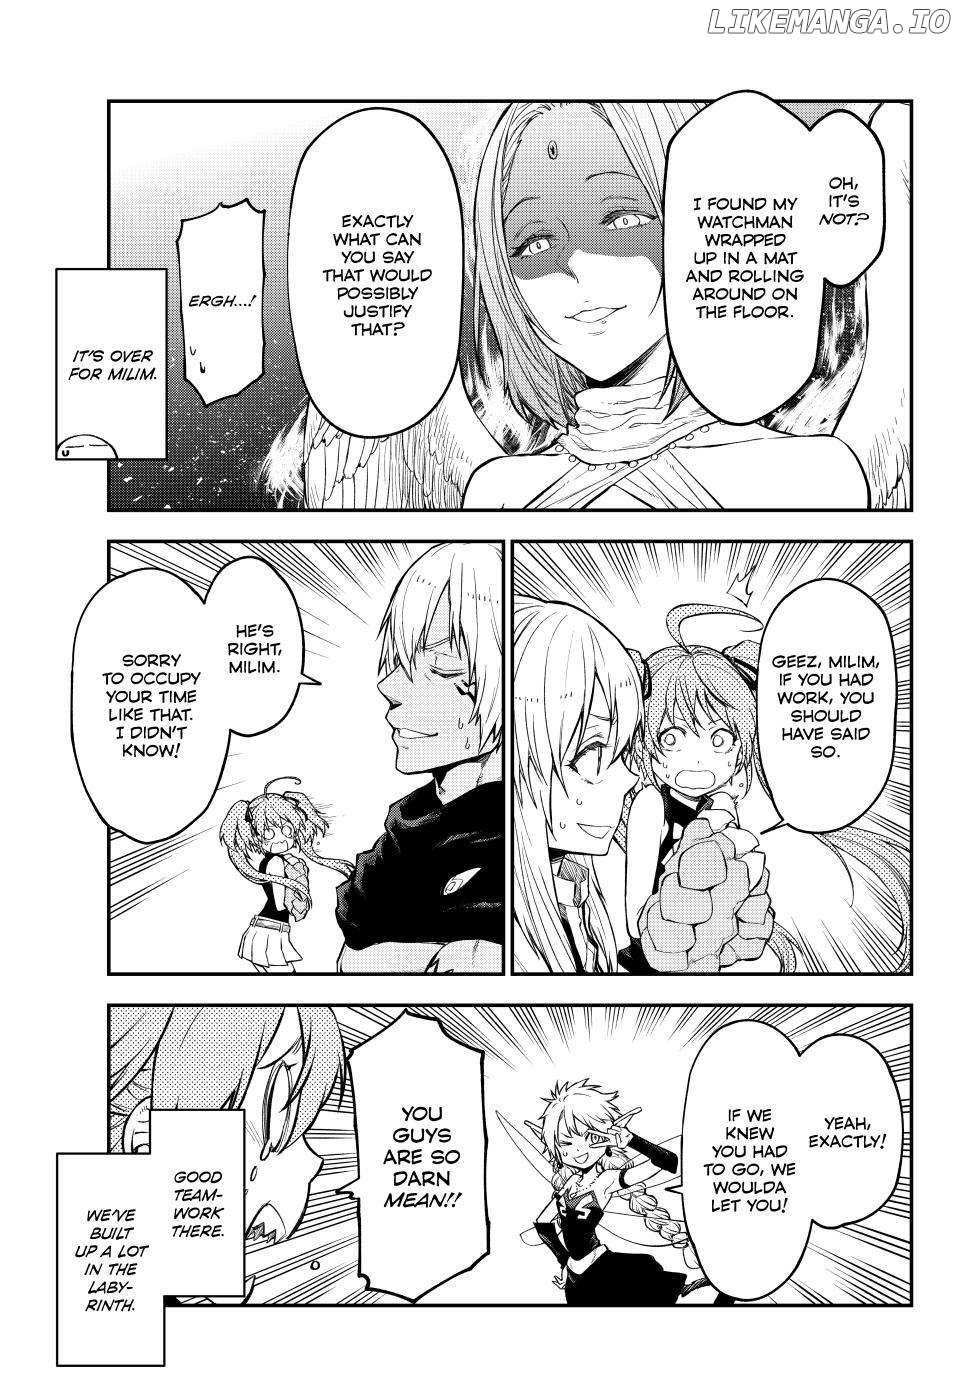 LIKEMANGA.IO
OH,
IT'S
NOT?
I FOUND MY
WATCHMAN
WRAPPED
UP IN A MAT
AND ROLLING
AROUND ON
THE FLOOR.
EXACTLY
WHAT CAN
YOU SAY
THAT WOULD
POSSIBLY
JUSTIFY
THAT?
ERGH...!
IT'S OVER
FOR MILIM.
GEEZ, MILIM,
IF YOU HAD
WORK, YOU
SHOULD
HAVE SAID
SO.
HE'S
RIGHT,
MILIM.
SORRY
TO OCCUPY
YOUR TIME
LIKE THAT.
I DIDN'T
KNOW!
YEAH,
EXACTLY!
IF WE
KNEW
YOU HAD
TO GO, WE
WOULDA
LET YOU!
YOU
GUYS
ARE SO
DARN
MEAN!!
GOOD
TEAM-
WORK
THERE.
WE'VE
BUILT
UP A LOT
IN THE
LABY-
RINTH.